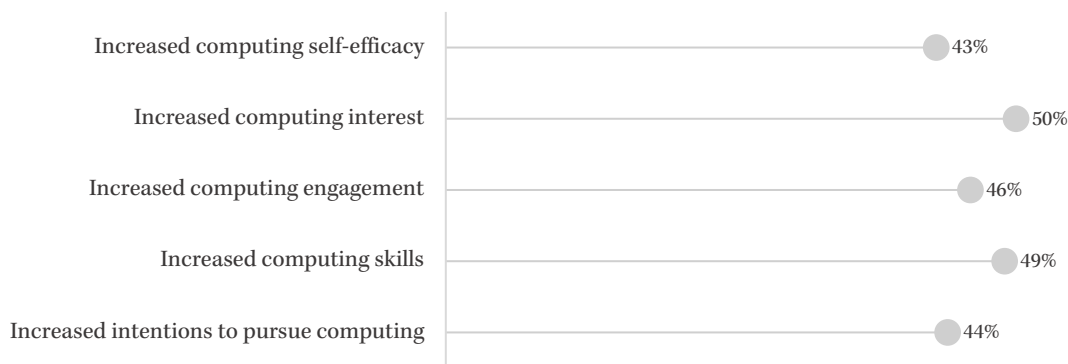 Increased computing self-efficacy 43%
Increased computing interest 50%
Increased computing engagement 46%
Increased computing skills 49%
Increased intentions to pursue computing 44%